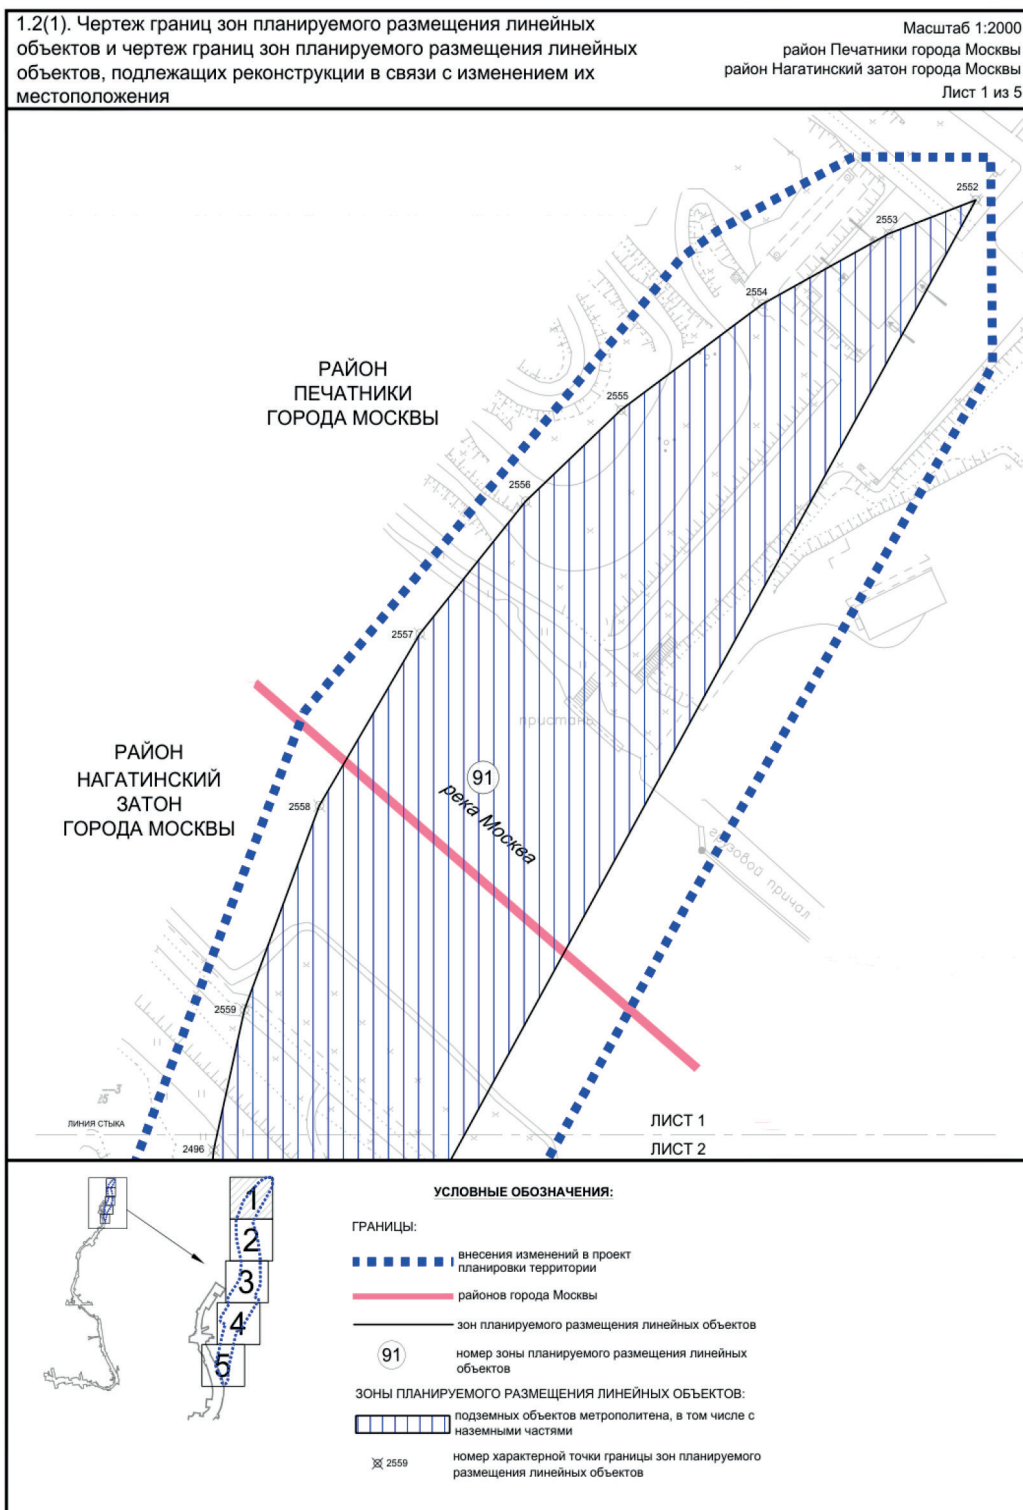 1.2(1). Чертеж границ зон планируемого размещения линейных
объектов и чертеж границ зон планируемого размещения линейных
объектов, подлежащих реконструкции в связи с изменением их
местоположения
Масштаб 1:2000
район Печатники города Москвы
район Нагатинский затон города Москвы
Лист 1 из 5
2552
2553
2554
РАЙОН
ПЕЧАТНИКИ
ГОРОДА МОСКВЫ
2555
2556
2557
пристань
РАЙОН
НАГАТИНСКИЙ
ЗАТОН
ГОРОДА МОСКВЫ
91
река Москва
2558
грузовой причал
2559
ЛИНИЯ СТЫКА
ЛИСТ 1
2496
ЛИСТ 2
1
2
3
4
5
УСЛОВНЫЕ ОБОЗНАЧЕНИЯ:
ГРАНИЦЫ:
внесения изменений в проект
планировки территории
районов города Москвы
зон планируемого размещения линейных объектов
91
номер зоны планируемого размещения линейных
объектов
ЗОНЫ ПЛАНИРУЕМОГО РАЗМЕЩЕНИЯ ЛИНЕЙНЫХ ОБЪЕКТОВ:
подземных объектов метрополитена, в том числе с
наземными частями
2559
номер характерной точки границы зон планируемого
размещения линейных объектов